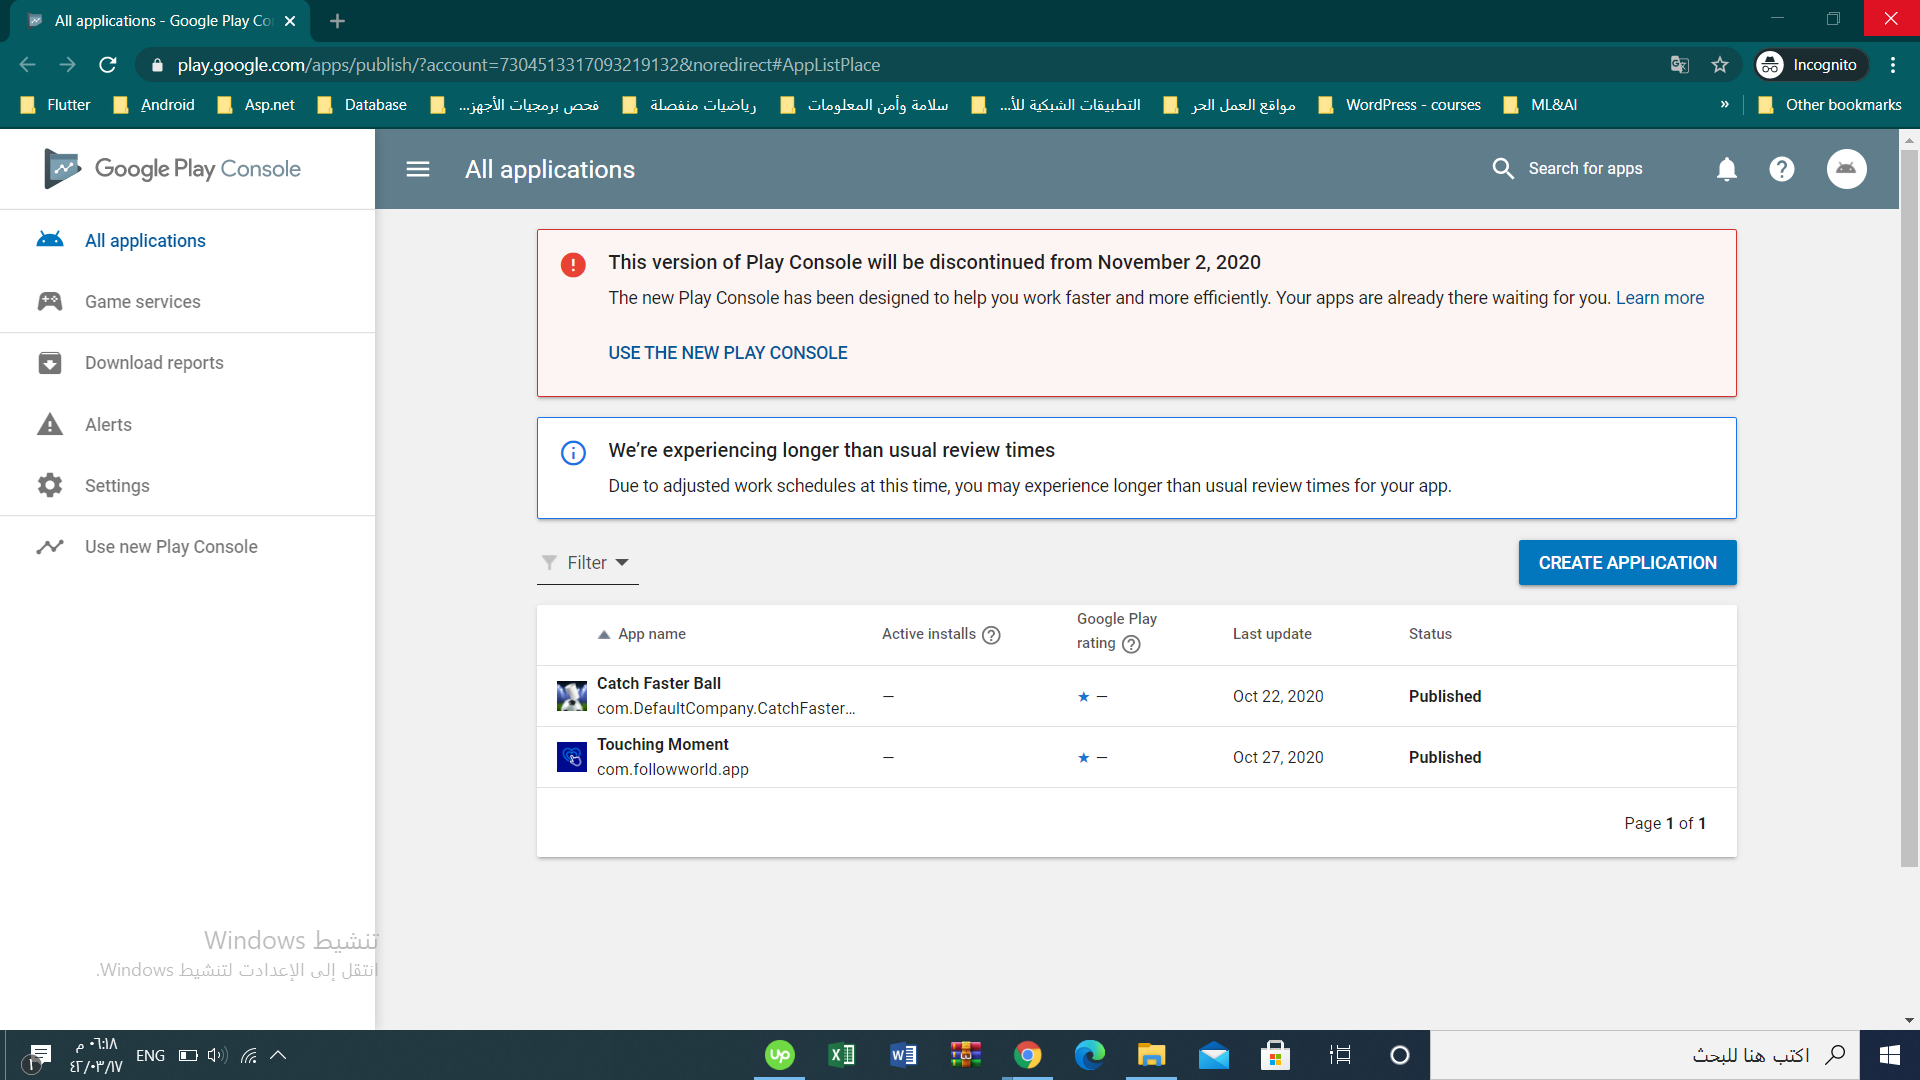 All applications - Google Play Co
play.google.com/apps/publish/?account=7304513317093219132&noredirect#AppListPlace
Incognito
Flutter
Android
Asp.net
Database
فحص برمجيات الأجهز...
رياضيات منفصلة
سلامة وأمن المعلومات
التطبيقات الشبكية للأ...
مواقع العمل الحر
WordPress - courses
ML&AI
»
Other bookmarks
Google Play Console
All applications
Search for apps
All applications
Game services
Download reports
Alerts
Settings
Use new Play Console
This version of Play Console will be discontinued from November 2, 2020
The new Play Console has been designed to help you work faster and more efficiently. Your apps are already there waiting for you. Learn more
USE THE NEW PLAY CONSOLE
We're experiencing longer than usual review times
Due to adjusted work schedules at this time, you may experience longer than usual review times for your app.
Filter
CREATE APPLICATION
App name
Active installs
Google Play
rating
Last update
Status
Catch Faster Ball
com.DefaultCompany.CatchFaster...
–
★ –
Oct 22, 2020
Published
Touching Moment
com.followworld.app
–
★ –
Oct 27, 2020
Published
Page 1 of 1
تنشيط Windows
انتقل إلى الإعدادت لتنشيط Windows.
٠٦:١٨ م
٤٢/٠٣/١٧
ENG
up
اكتب هنا للبحث